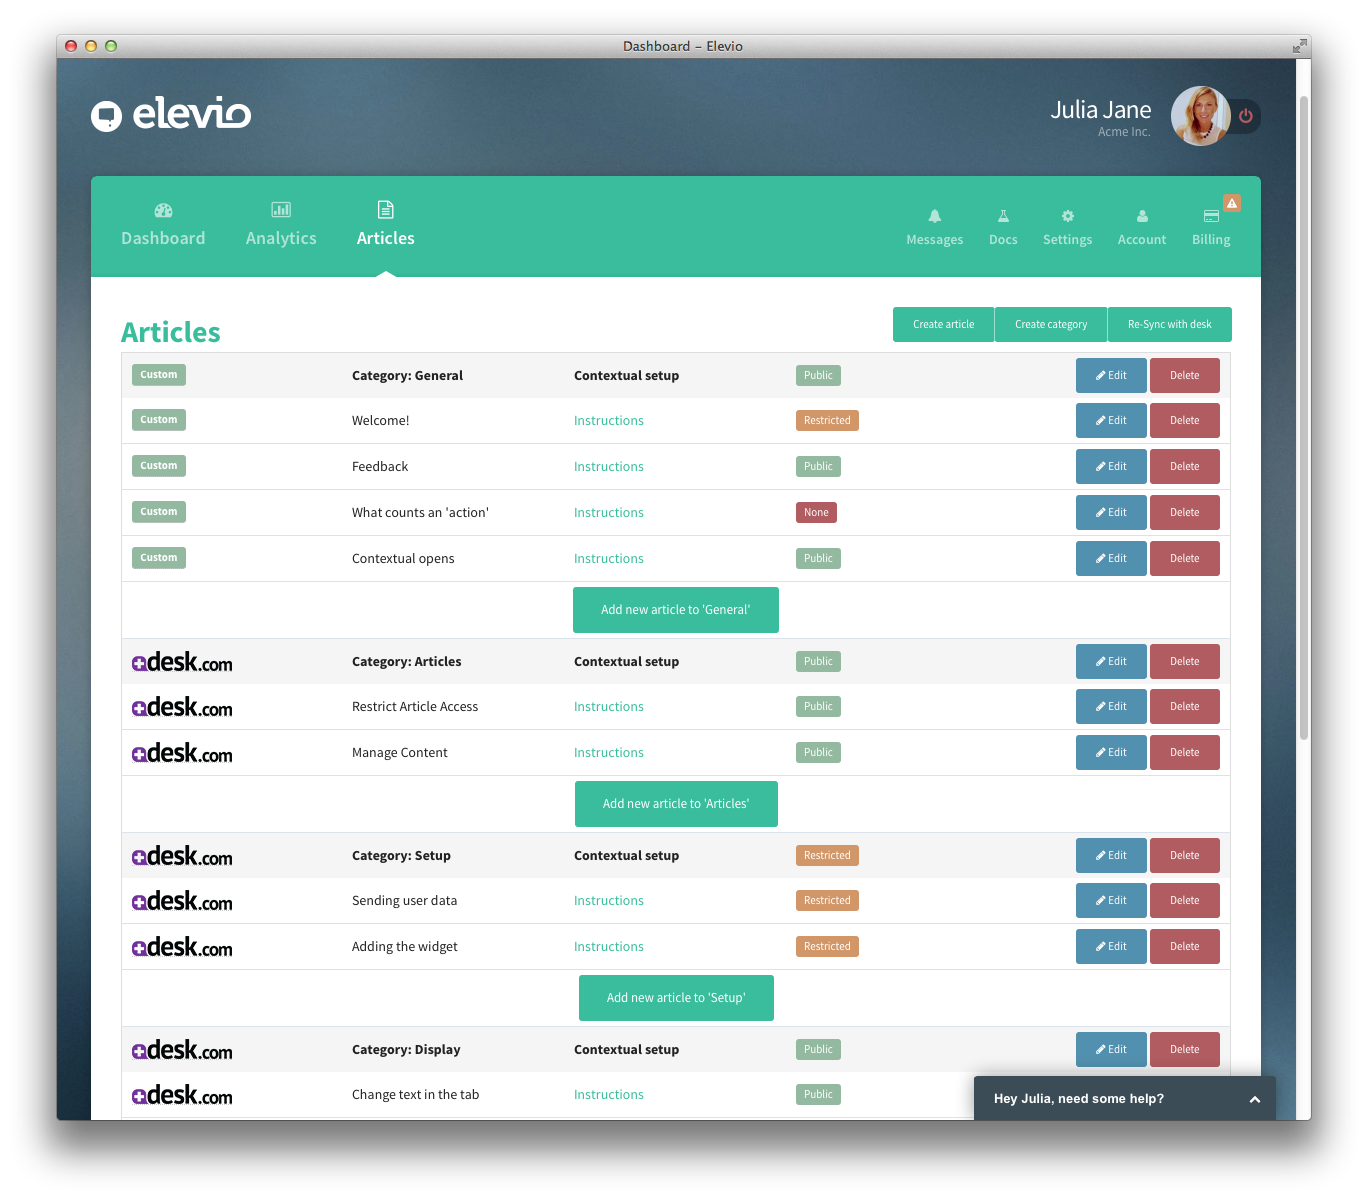 Dashboard – Elevio
elevio
Julia Jane
Acme Inc.
Dashboard Analytics Articles Messages Docs Settings Account Billing
Articles Create article Create category Re-Sync with desk
Custom Category: General Contextual setup Public Edit Delete
Custom Welcome! Instructions Restricted Edit Delete
Custom Feedback Instructions Public Edit Delete
Custom What counts an 'action' Instructions None Edit Delete
Custom Contextual opens Instructions Public Edit Delete
Add new article to 'General'
desk.com Category: Articles Contextual setup Public Edit Delete
desk.com Restrict Article Access Instructions Public Edit Delete
desk.com Manage Content Instructions Public Edit Delete
Add new article to 'Articles'
desk.com Category: Setup Contextual setup Restricted Edit Delete
desk.com Sending user data Instructions Restricted Edit Delete
desk.com Adding the widget Instructions Restricted Edit Delete
Add new article to 'Setup'
desk.com Category: Display Contextual setup Public Edit Delete
desk.com Change text in the tab Instructions Public
Hey Julia, need some help?